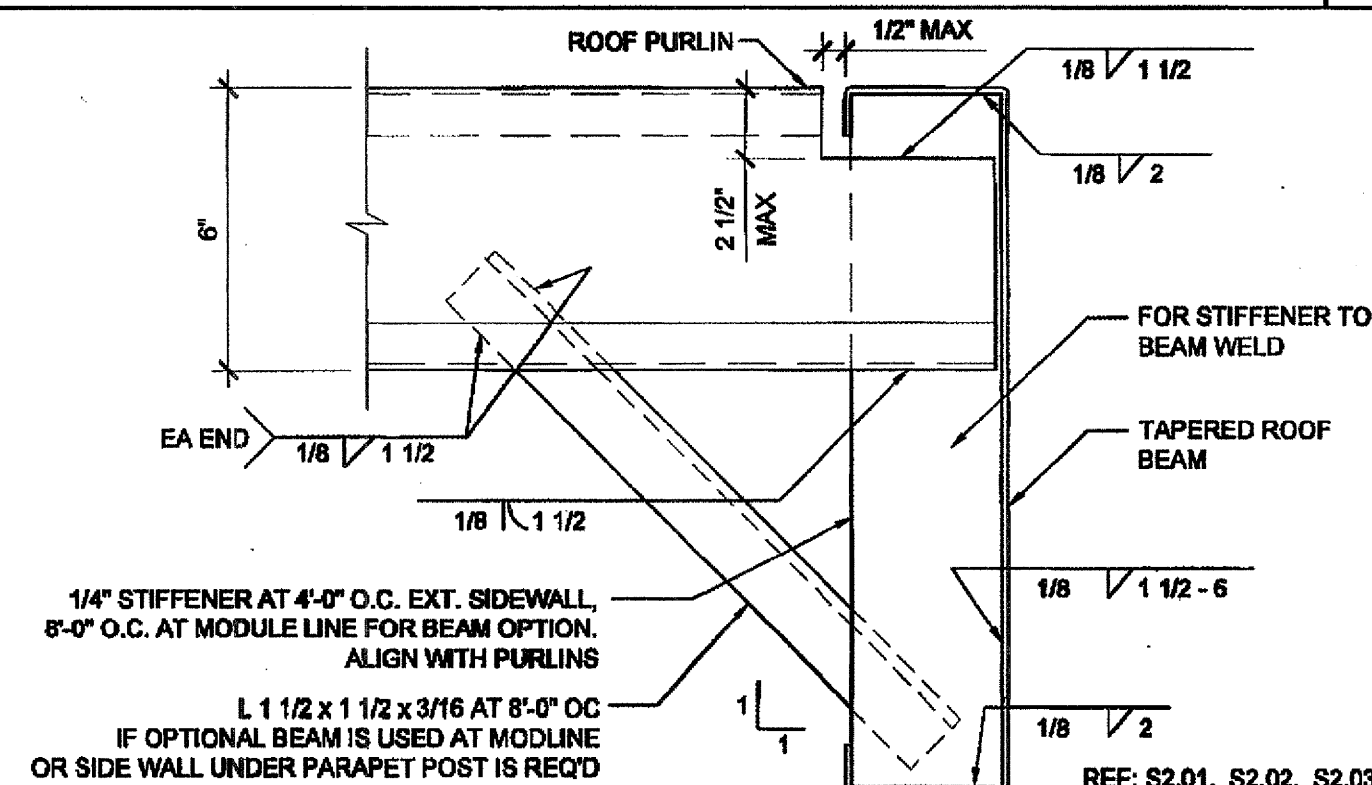 ROOF PURLIN
1/2" MAX
1/8 1 1/2
1/8 2
6"
2 1/2"
MAX
FOR STIFFENER TO
BEAM WELD
TAPERED ROOF
BEAM
EA END
1/8 1 1/2
1/8 1 1/2
1/4" STIFFENER AT 4'-0" O.C. EXT. SIDEWALL,
8'-0" O.C. AT MODULE LINE FOR BEAM OPTION.
ALIGN WITH PURLINS
1/8 1 1/2 - 6
L 1 1/2 x 1 1/2 x 3/16 AT 8'-0" OC
IF OPTIONAL BEAM IS USED AT MODLINE
OR SIDE WALL UNDER PARAPET POST IS REQ'D
1
1
1/8 2
REF: S2.01, S2.02, S2.03